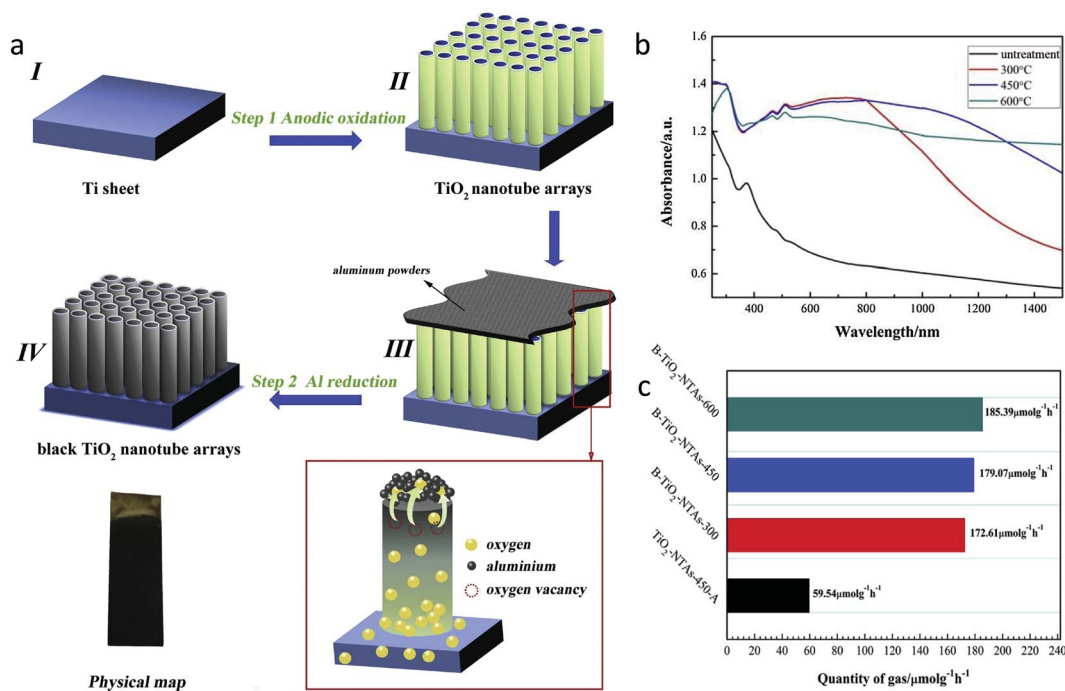 a
I
Ti sheet
Step 1 Anodic oxidation
II
TiO₂ nanotube arrays
aluminum powders
III
Step 2 Al reduction
IV
black TiO₂ nanotube arrays
Physical map
oxygen
aluminium
oxygen vacancy
b
1.6
1.4
1.2
1.0
0.8
0.6
Absorbance/a.u.
untreatment
300°C
450°C
600°C
400 600 800 1000 1200 1400
Wavelength/nm
c
B-TiO₂-NTAs-600
185.39μmolg⁻¹h⁻¹
B-TiO₂-NTAs-450
179.07μmolg⁻¹h⁻¹
B-TiO₂-NTAs-300
172.61μmolg⁻¹h⁻¹
TiO₂-NTAs-450-A
59.54μmolg⁻¹h⁻¹
0 20 40 60 80 100 120 140 160 180 200 220 240
Quantity of gas/μmolg⁻¹h⁻¹